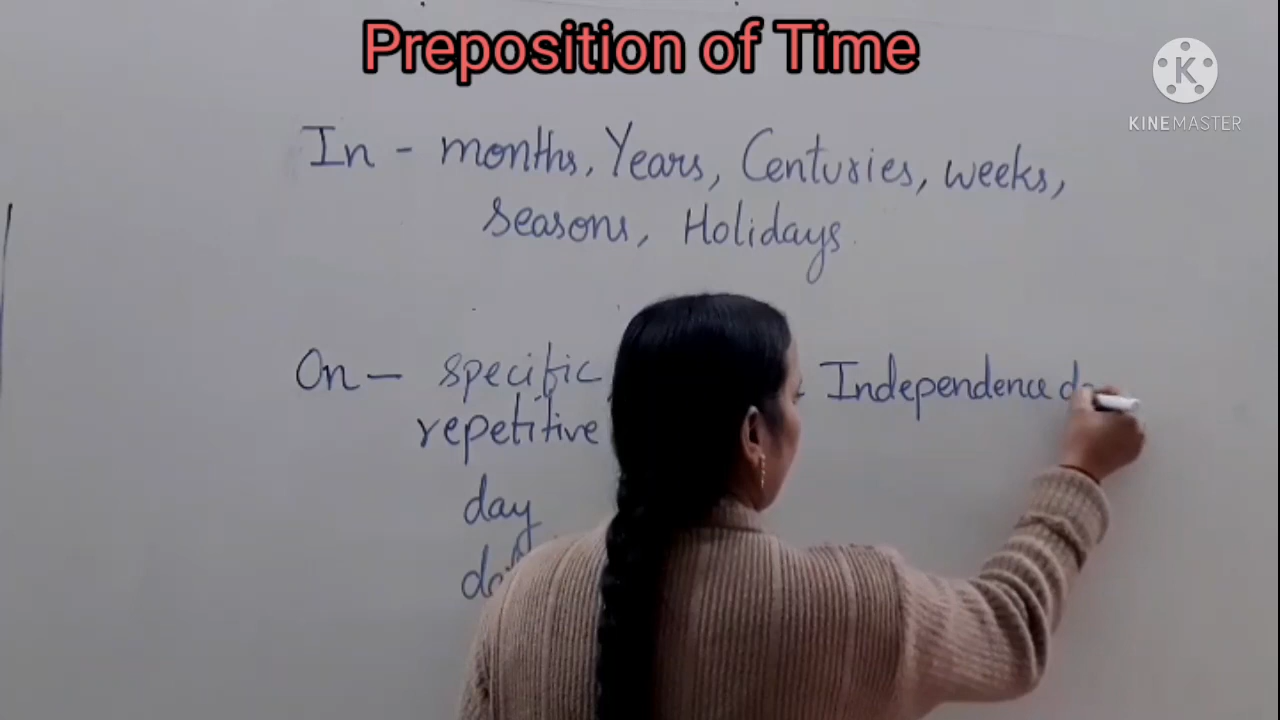 Preposition of Time
KINEMASTER
In - months, Years, Centuries, weeks,
seasons, Holidays.
On - specific
Independence
repetitive
day